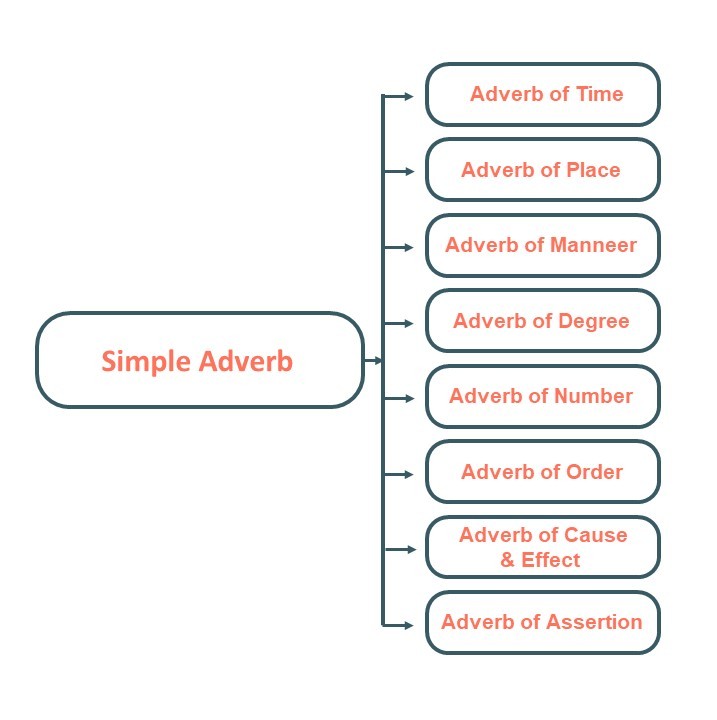 Adverb of Time
Adverb of Place
Adverb of Manneer
Adverb of Degree
Simple Adverb
Adverb of Number
Adverb of Order
Adverb of Cause
& Effect
Adverb of Assertion